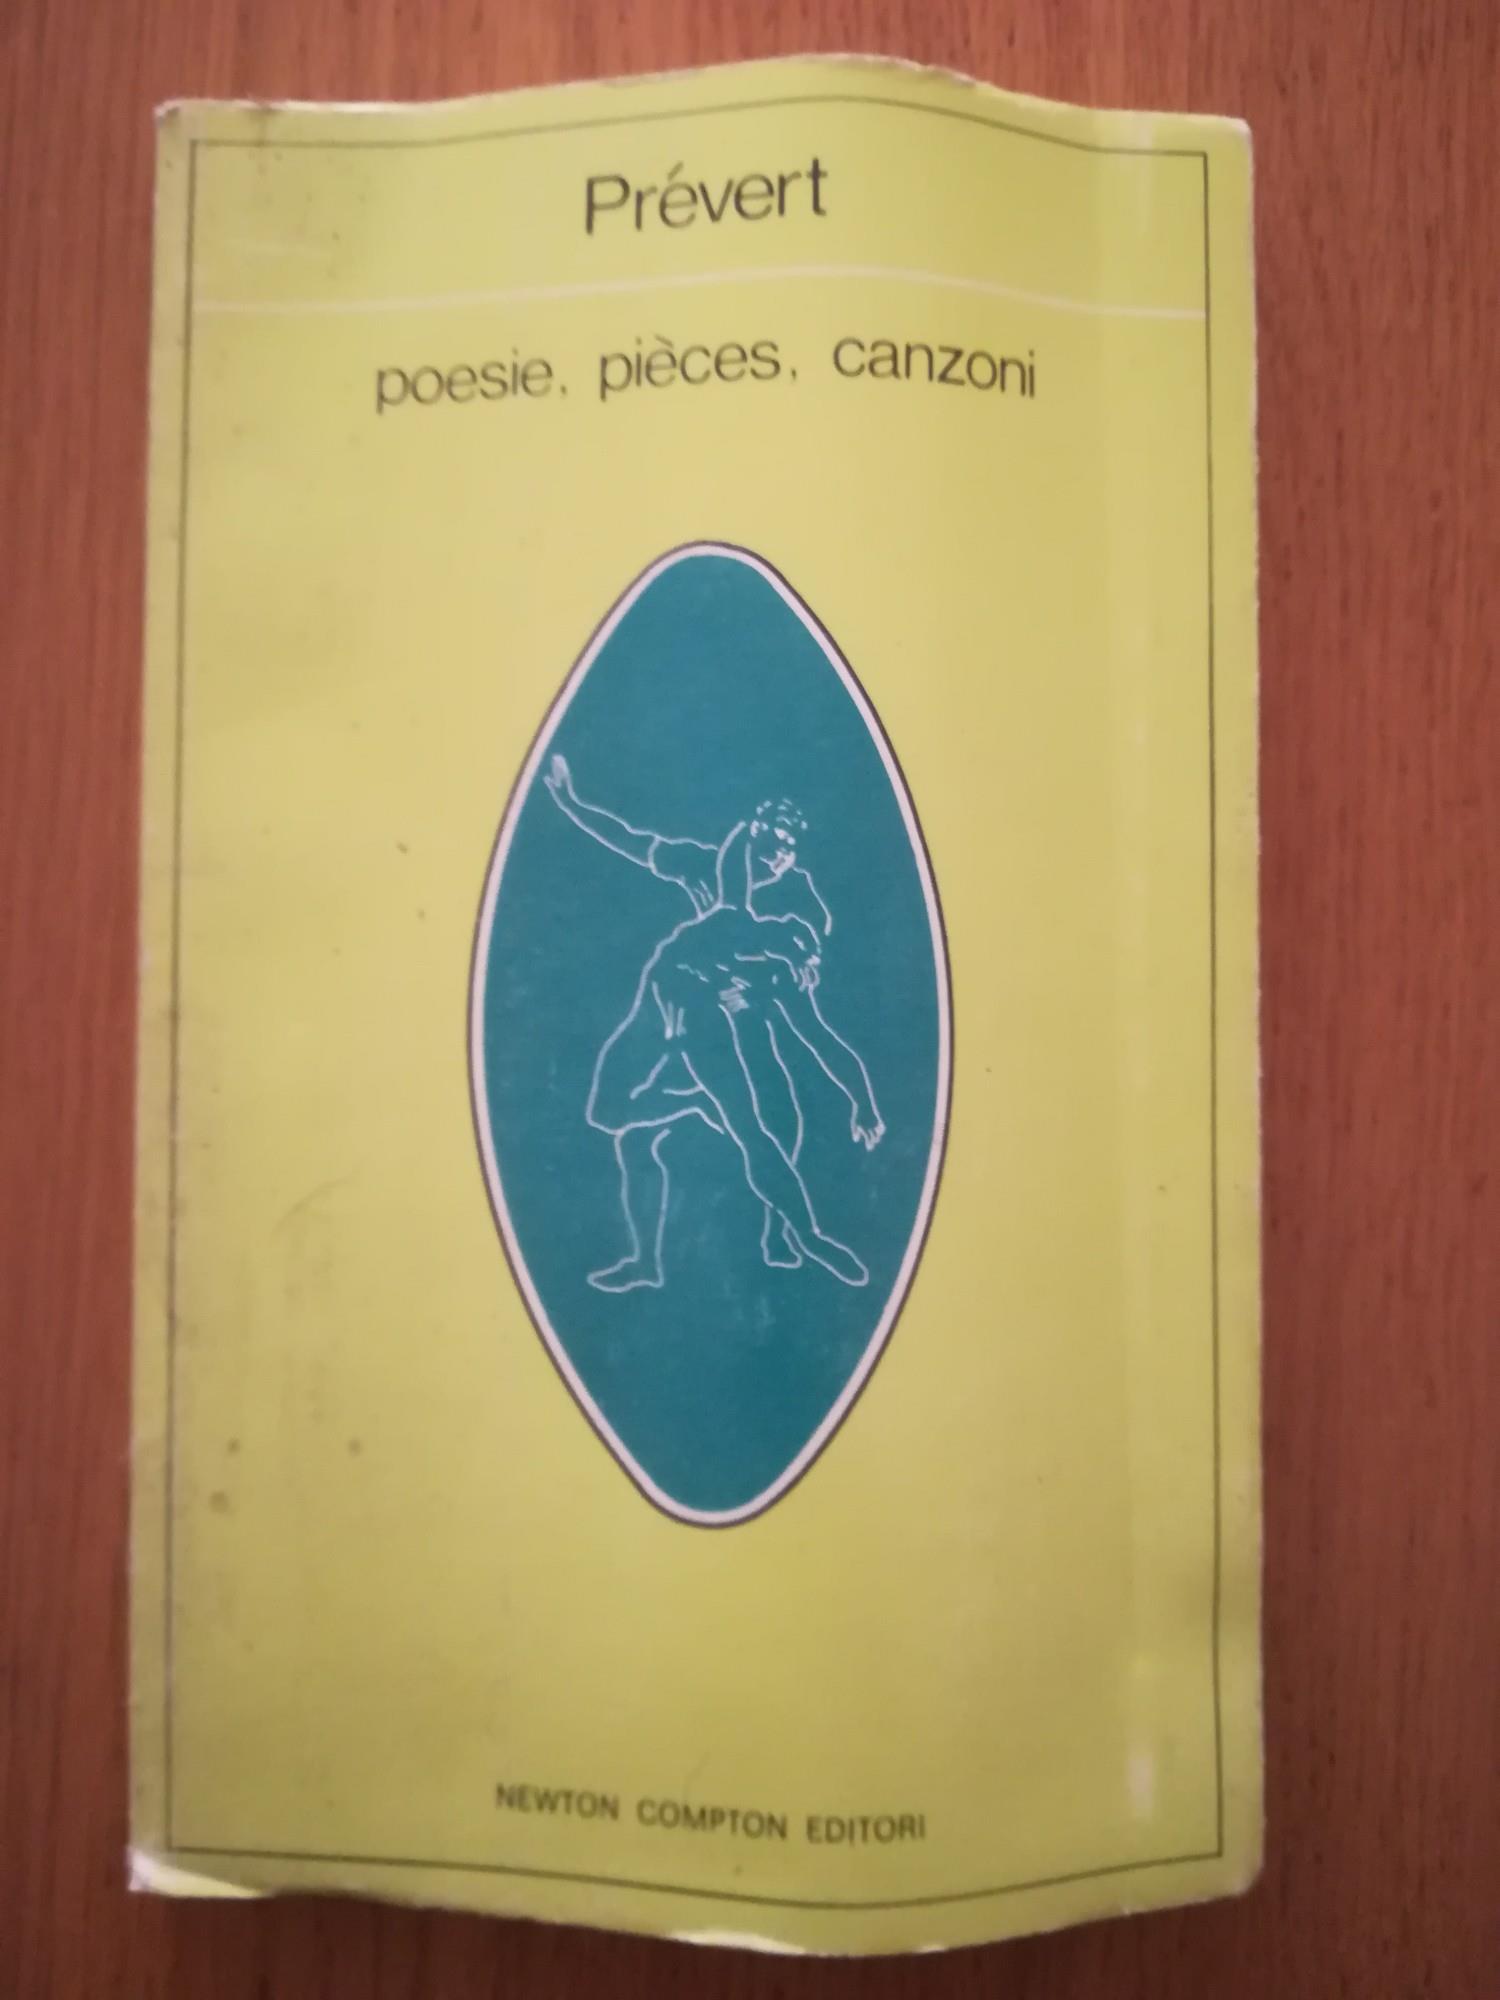 Prévert
poesie, pièces, canzoni
NEWTON COMPTON EDITORI